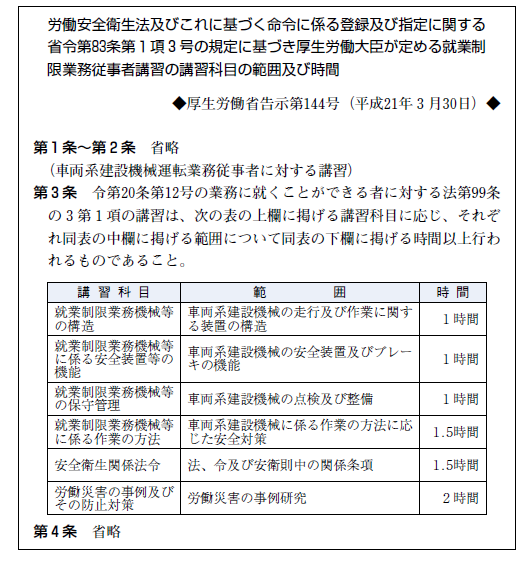 労働安全衛生法及びこれに基づく命令に係る登録及び指定に関する
省令第83条第１項３号の規定に基づき厚生労働大臣が定める就業制
限業務従事者講習の講習科目の範囲及び時間
◆厚生労働省告示第144号（平成21年３月30日）◆
第１条～第２条　省略
（車両系建設機械運転業務従事者に対する講習）
第３条　令第20条第12号の業務に就くことができる者に対する法第99条
の３第１項の講習は、次の表の上欄に掲げる講習科目に応じ、それぞ
れ同表の中欄に掲げる範囲について同表の下欄に掲げる時間以上行わ
れるものであること。
講習科目　範囲　時間
就業制限業務機械等
の構造
車両系建設機械の走行及び作業に関す
る装置の構造
１時間
就業制限業務機械等
に係る安全装置等の
機能
車両系建設機械の安全装置及びブレー
キの機能
１時間
就業制限業務機械等
の保守管理
車両系建設機械の点検及び整備
１時間
就業制限業務機械等
に係る作業の方法
車両系建設機械に係る作業の方法に応
じた安全対策
1.5時間
安全衛生関係法令
法、令及び安衛則中の関係条項
1.5時間
労働災害の事例及び
その防止対策
労働災害の事例研究
２時間
第４条　省略